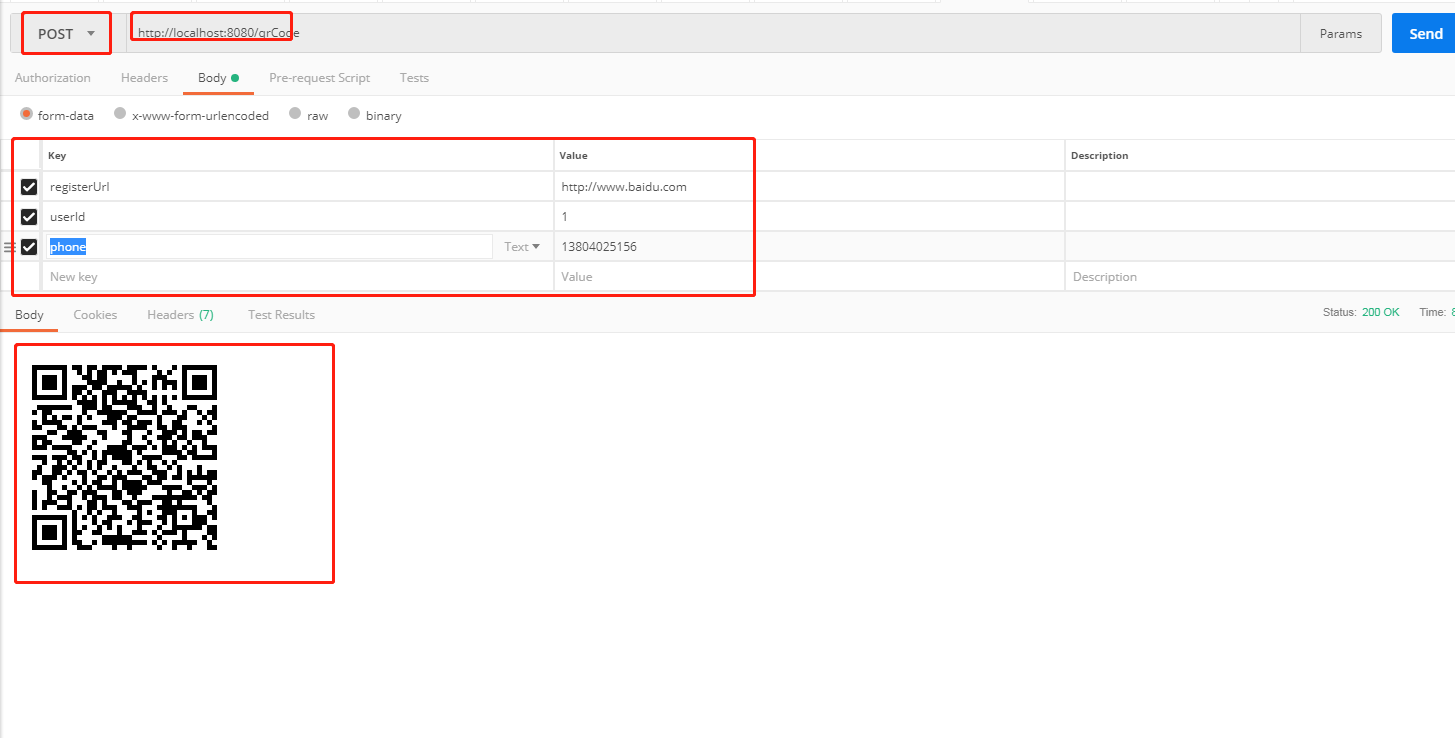 POST http://localhost:8080/qrCode Params Send
Authorization Headers Body Pre-request Script Tests
form-data x-www-form-urlencoded raw binary
Key Value Description
registerUrl http://www.baidu.com
userId 1
phone Text 13804025156
New key Value Description
Body Cookies Headers (7) Test Results Status: 200 OK Time: